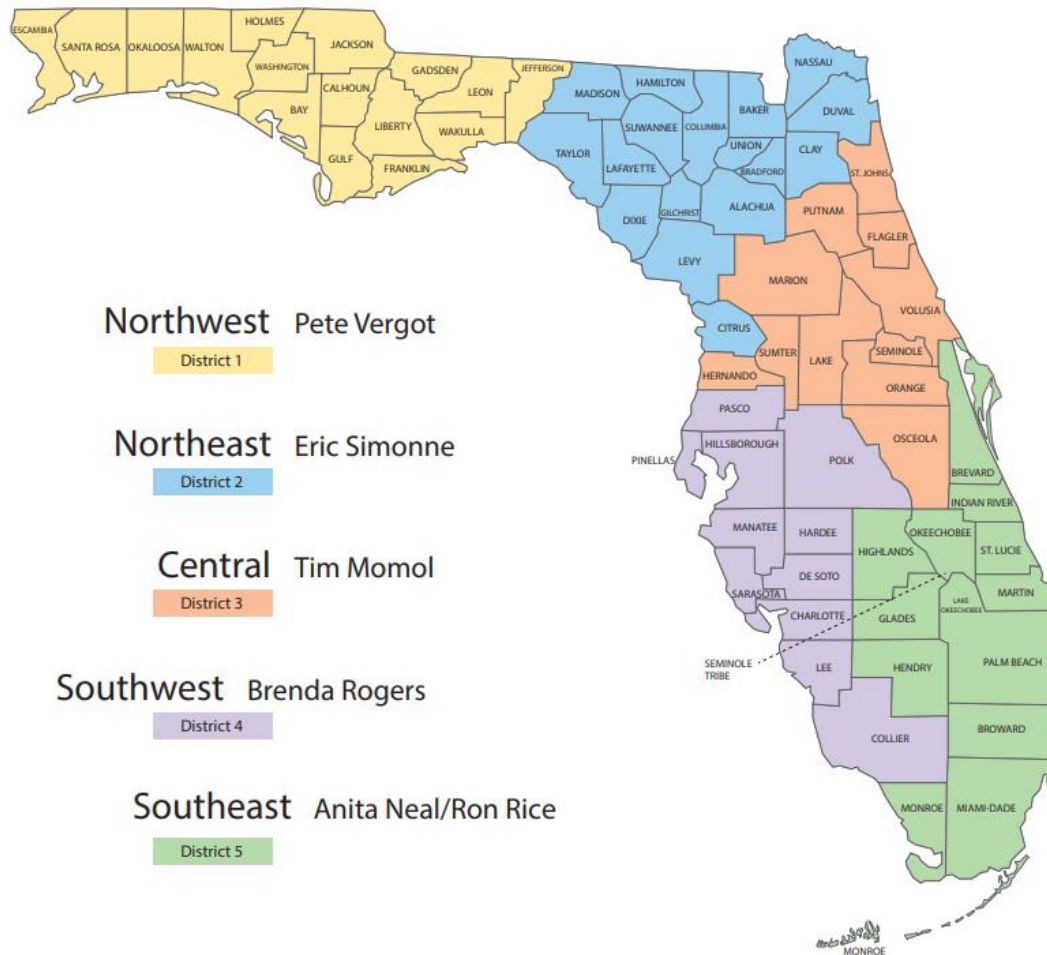 HOLMES
ESCAMBIA
SANTA ROSA
OKALOOSA
WALTON
JACKSON
WASHINGTON
BAY
CALHOUN
GULF
GADSDEN
LIBERTY
FRANKLIN
LEON
WAKULLA
JEFFERSON
MADISON
TAYLOR
HAMILTON
SUWANNEE
LAFAYETTE
DIXIE
COLUMBIA
GILCHRIST
LEVY
BAKER
UNION
BRADFORD
ALACHUA
NASSAU
DUVAL
CLAY
ST. JOHNS
PUTNAM
FLAGLER
MARION
VOLUSIA
CITRUS
SUMTER
LAKE
SEMINOLE
HERNANDO
ORANGE
PASCO
OSCEOLA
HILLSBOROUGH
PINELLAS
POLK
BREVARD
INDIAN RIVER
MANATEE
HARDEE
HIGHLANDS
OKEECHOBEE
ST. LUCIE
DE SOTO
SARASOTA
MARTIN
LAKE
OKEECHOBEE
CHARLOTTE
GLADES
SEMINOLE
TRIBE
LEE
HENDRY
PALM BEACH
COLLIER
BROWARD
MONROE
MIAMI-DADE
MONROE
Northwest Pete Vergot
District 1
Northeast Eric Simonne
District 2
Central Tim Momol
District 3
Southwest Brenda Rogers
District 4
Southeast Anita Neal/Ron Rice
District 5